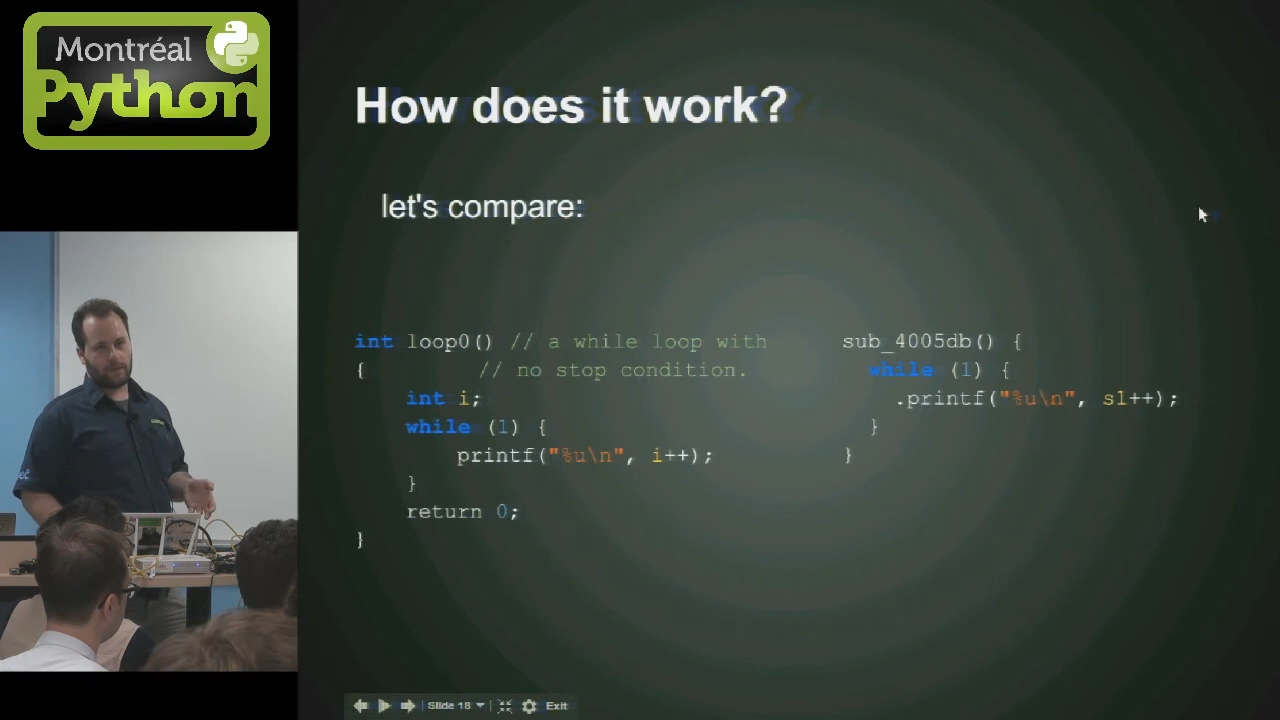 Montréal
Python
How does it work?
let's compare:
int loop0() // a while loop with
{ // no stop condition.
int i;
while (1) {
printf("%u\n", i++);
}
return 0;
}
sub_4005db() {
while (1) {
.printf("%u\n", s1++);
}
}
Slide 18
Exit